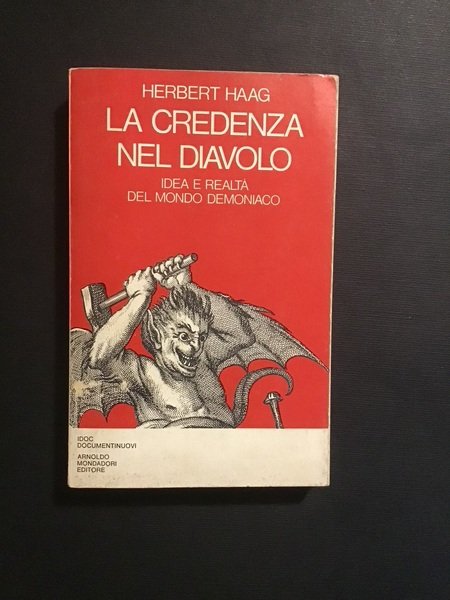 HERBERT HAAG
LA CREDENZA
NEL DIAVOLO
IDEA E REALTÀ
DEL MONDO DEMONIACO
IDOC
DOCUMENTINUOVI
ARNOLDO
MONDADORI
EDITORE